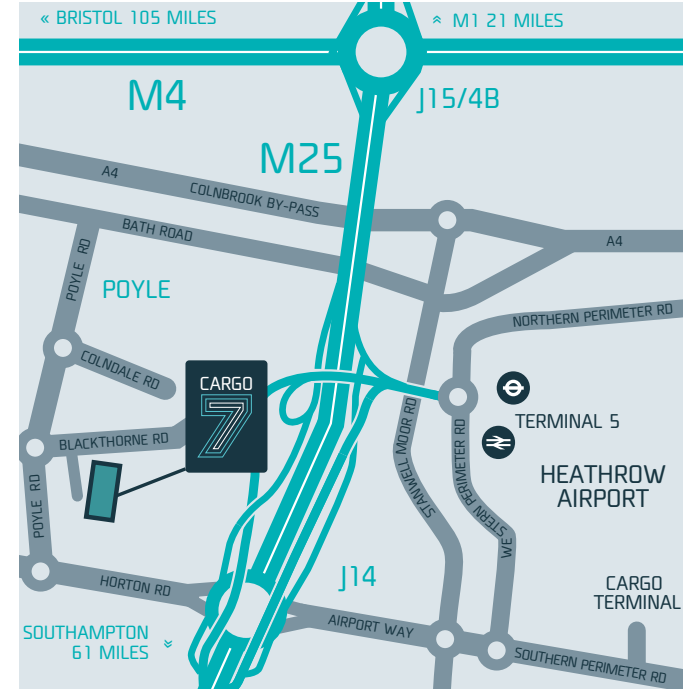 « BRISTOL 105 MILES
« M1 21 MILES
M4
J15/4B
M25
A4
COLNBROOK BY-PASS
BATH ROAD
A4
POYLE RD
POYLE
NORTHERN PERIMETER RD
COLNDALE RD
CARGO
7
TERMINAL 5
BLACKTHORNE RD
STANWELL MOOR RD
WESTERN PERIMETER RD
HEATHROW
AIRPORT
POYLE RD
J14
HORTON RD
CARGO
TERMINAL
AIRPORT WAY
SOUTHAMPTON
61 MILES »
SOUTHERN PERIMETER RD